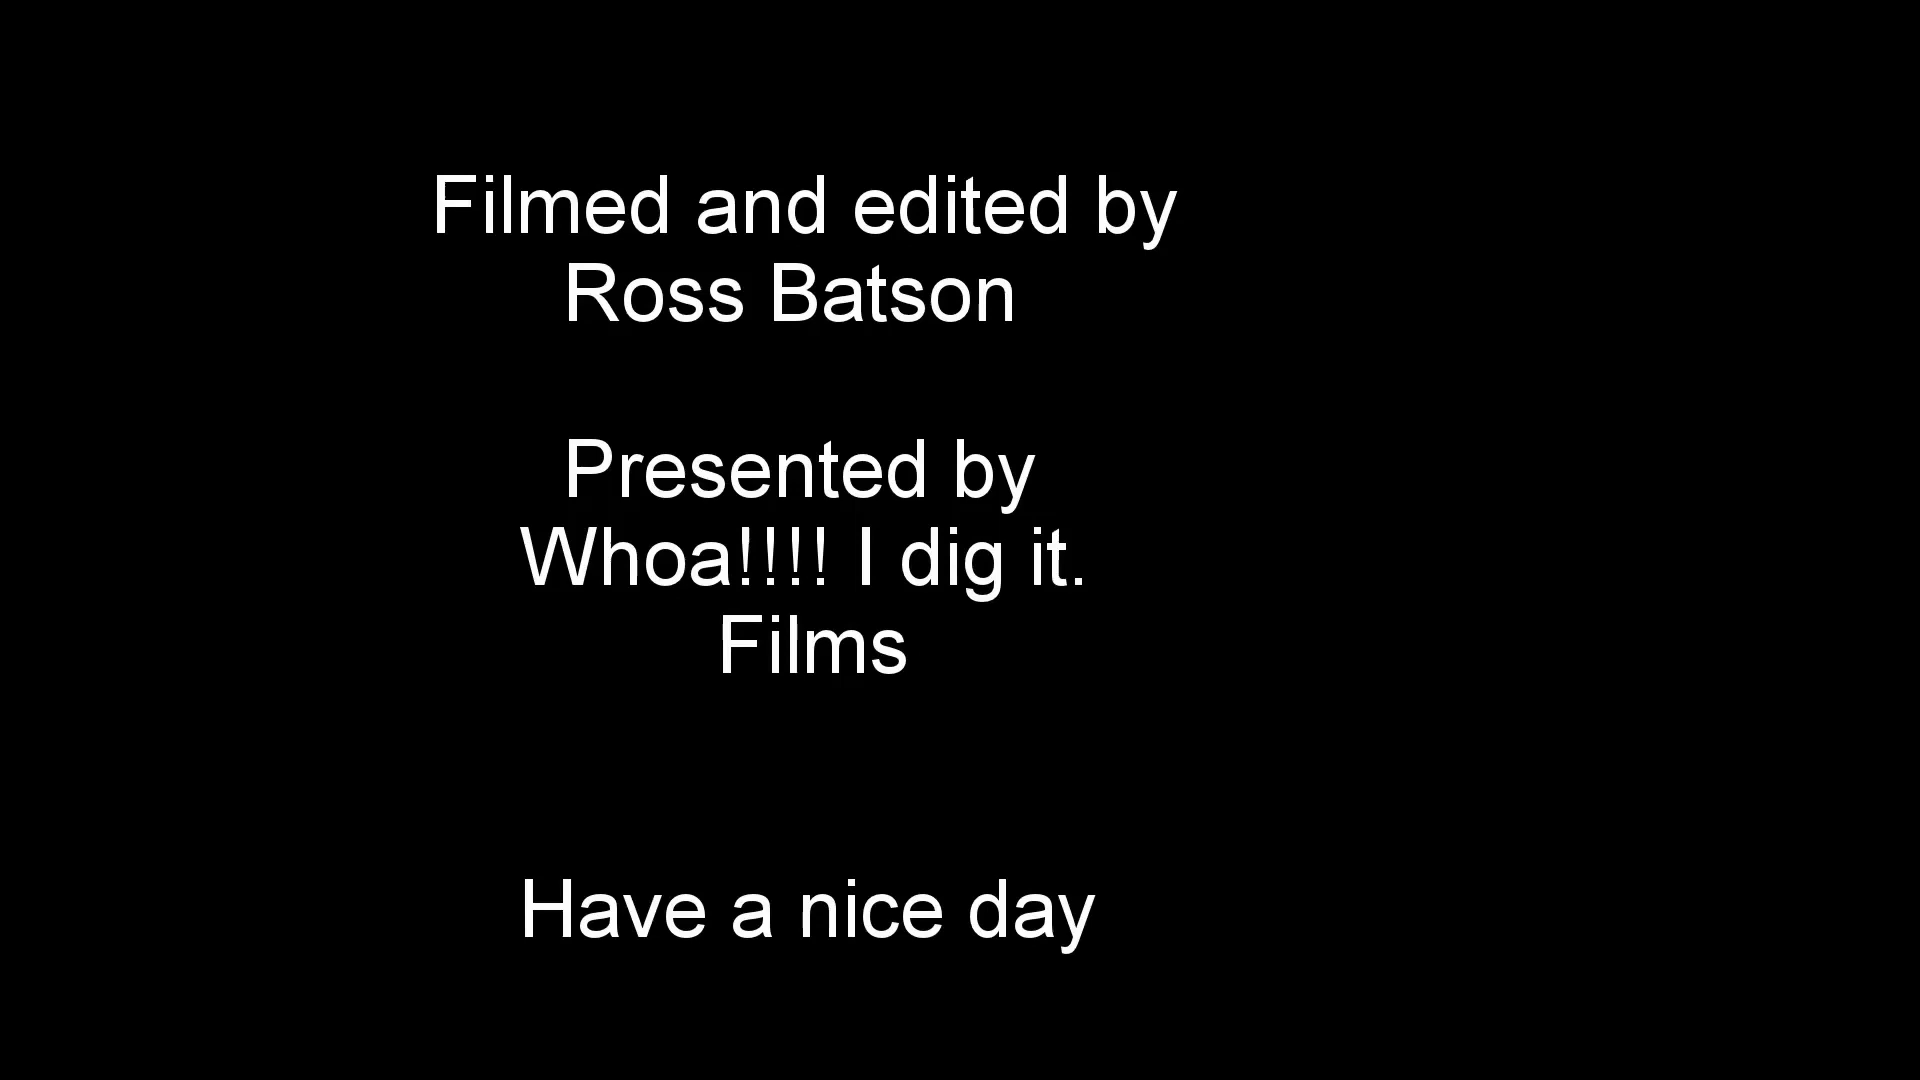 Filmed and edited by
Ross Batson
Presented by
Whoa!!!! I dig it.
Films
Have a nice day